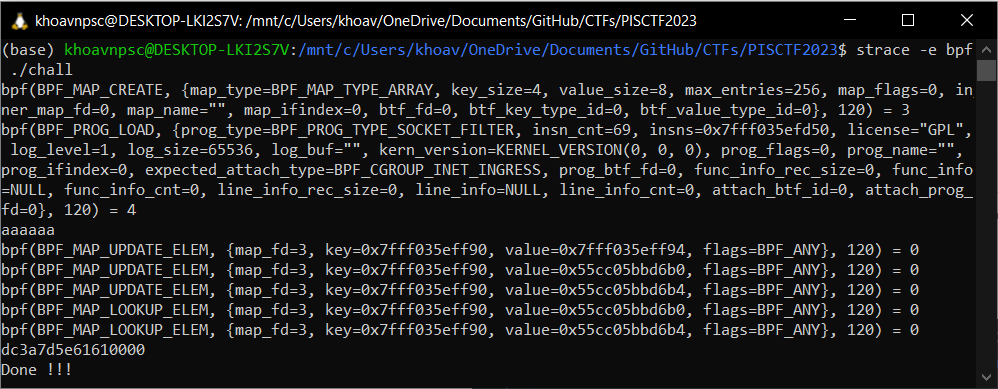 khoavnpsc@DESKTOP-LKI2S7V: /mnt/c/Users/khoav/OneDrive/Documents/GitHub/CTFs/PISCTF2023
(base) khoavnpsc@DESKTOP-LKI2S7V:/mnt/c/Users/khoav/OneDrive/Documents/GitHub/CTFs/PISCTF2023$ strace -e bpf
 ./chall
bpf(BPF_MAP_CREATE, {map_type=BPF_MAP_TYPE_ARRAY, key_size=4, value_size=8, max_entries=256, map_flags=0, in
ner_map_fd=0, map_name="", map_ifindex=0, btf_fd=0, btf_key_type_id=0, btf_value_type_id=0}, 120) = 3
bpf(BPF_PROG_LOAD, {prog_type=BPF_PROG_TYPE_SOCKET_FILTER, insn_cnt=69, insns=0x7fff035efd50, license="GPL",
 log_level=1, log_size=65536, log_buf="", kern_version=KERNEL_VERSION(0, 0, 0), prog_flags=0, prog_name="",
prog_ifindex=0, expected_attach_type=BPF_CGROUP_INET_INGRESS, prog_btf_fd=0, func_info_rec_size=0, func_info
=NULL, func_info_cnt=0, line_info_rec_size=0, line_info=NULL, line_info_cnt=0, attach_btf_id=0, attach_prog_
fd=0}, 120) = 4
aaaaaa
bpf(BPF_MAP_UPDATE_ELEM, {map_fd=3, key=0x7fff035eff90, value=0x7fff035eff94, flags=BPF_ANY}, 120) = 0
bpf(BPF_MAP_UPDATE_ELEM, {map_fd=3, key=0x7fff035eff90, value=0x55cc05bbd6b0, flags=BPF_ANY}, 120) = 0
bpf(BPF_MAP_UPDATE_ELEM, {map_fd=3, key=0x7fff035eff90, value=0x55cc05bbd6b4, flags=BPF_ANY}, 120) = 0
bpf(BPF_MAP_LOOKUP_ELEM, {map_fd=3, key=0x7fff035eff90, value=0x55cc05bbd6b0, flags=BPF_ANY}, 120) = 0
bpf(BPF_MAP_LOOKUP_ELEM, {map_fd=3, key=0x7fff035eff90, value=0x55cc05bbd6b4, flags=BPF_ANY}, 120) = 0
dc3a7d5e61610000
Done !!!